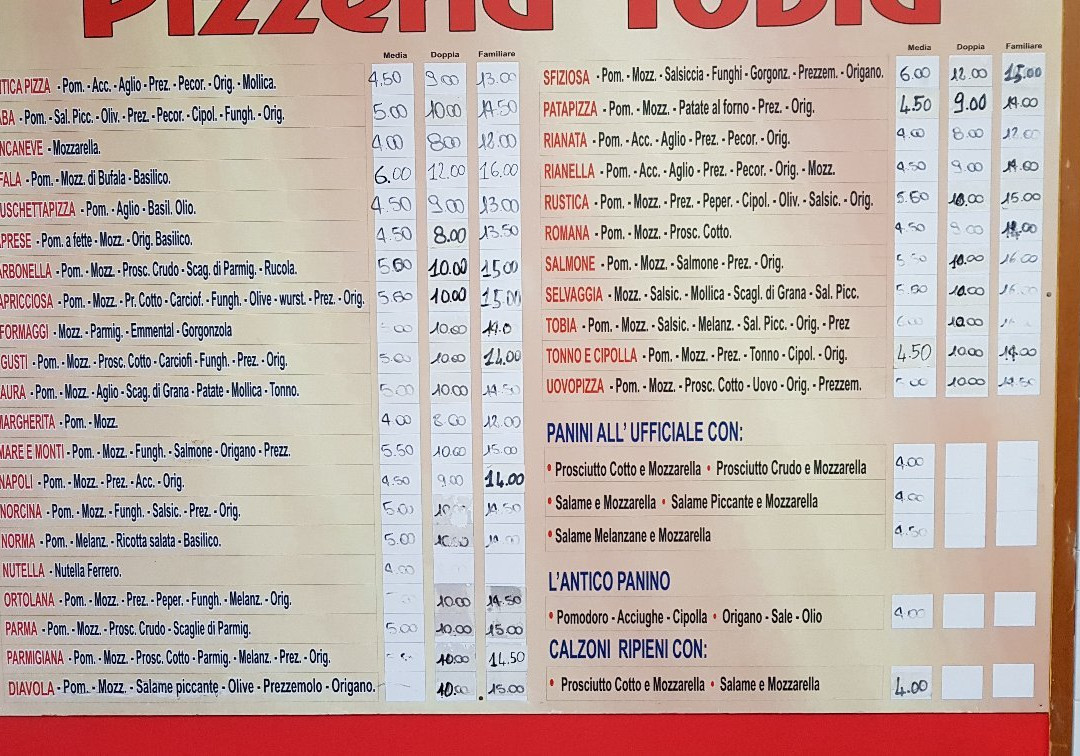 Pizzeria Tobia
Media Doppia Familiare
TICA PIZZA - Pom. - Acc. - Aglio - Prez. - Pecor. - Orig. - Mollica. 4.50 9.00 13.00
ABA - Pom. - Sal. Picc. - Oliv. - Prez. - Pecor. - Cipol. - Fungh. - Orig. 5.00 10.00 14.50
NCANEVE - Mozzarella. 4.00 8.00 12.00
FALA - Pom. - Mozz. di Bufala - Basilico. 6.00 12.00 16.00
USCHETTAPIZZA - Pom. - Aglio - Basil. Olio. 4.50 9.00 13.00
PRESE - Pom. a fette - Mozz. - Orig. Basilico. 4.50 8.00 13.50
ARBONELLA - Pom. - Mozz. - Prosc. Crudo - Scag. di Parmig. - Rucola. 5.00 10.00 15.00
APRICCIOSA - Pom. - Mozz. - Pr. Cotto - Carciof. - Fungh. - Olive - wurst. - Prez. - Orig. 5.50 10.00 15.00
FORMAGGI - Mozz. - Parmig. - Emmental - Gorgonzola 10.00 14.0
GUSTI - Pom. - Mozz. - Prosc. Cotto - Carciofi - Fungh. - Prez. - Orig. 5.00 10.00 14.00
AURA - Pom. - Mozz. - Aglio - Scag. di Grana - Patate - Mollica - Tonno. 5.00 10.00 14.50
MARGHERITA - Pom. - Mozz. 4.00 8.00 12.00
MARE E MONTI - Pom. - Mozz. - Fungh. - Salmone - Origano - Prezz. 5.50 10.00 15.00
NAPOLI - Pom. - Mozz. - Prez. - Acc. - Orig. 4.50 9.00 14.00
NORCINA - Pom. - Mozz. - Fungh. - Salsic. - Prez. - Orig. 5.00 14.50
NORMA - Pom. - Melanz. - Ricotta salata - Basilico. 5.00 10.50
NUTELLA - Nutella Ferrero. 4.00
ORTOLANA - Pom. - Mozz. - Prez. - Peper. - Fungh. - Melanz. - Orig. 10.00 14.50
PARMA - Pom. - Mozz. - Prosc. Crudo - Scaglie di Parmig. 5.00 10.00 15.00
PARMIGIANA - Pom. - Mozz. - Prosc. Cotto - Parmig. - Melanz. - Prez. - Orig. 10.00 14.50
DIAVOLA - Pom. - Mozz. - Salame piccante - Olive - Prezzemolo - Origano. 10.00 15.00
Media Doppia Familiare
SFIZIOSA - Pom. - Mozz. - Salsiccia - Funghi - Gorgonz. - Prezzem. - Origano. 6.00 12.00 15.00
PATAPIZZA - Pom. - Mozz. - Patate al forno - Prez. - Orig. 4.50 9.00 14.00
RIANATA - Pom. - Acc. - Aglio - Prez. - Pecor. - Orig. 4.00 8.00 12.00
RIANELLA - Pom. - Acc. - Aglio - Prez. - Pecor. - Orig. - Mozz. 4.50 9.00 14.00
RUSTICA - Pom. - Mozz. - Prez. - Peper. - Cipol. - Oliv. - Salsic. - Orig. 5.50 10.00 15.00
ROMANA - Pom. - Mozz. - Prosc. Cotto. 4.50 9.00 14.00
SALMONE - Pom. - Mozz. - Salmone - Prez. - Orig. 5.50 10.00 16.00
SELVAGGIA - Mozz. - Salsic. - Mollica - Scagl. di Grana - Sal. Picc. 5.50 10.00
TOBIA - Pom. - Mozz. - Salsic. - Melanz. - Sal. Picc. - Orig. - Prez 6.00 10.00
TONNO E CIPOLLA - Pom. - Mozz. - Prez. - Tonno - Cipol. - Orig. 4.50 10.00 14.00
UOVOPIZZA - Pom. - Mozz. - Prosc. Cotto - Uovo - Orig. - Prezzem. 5.00 10.00 14.50
PANINI ALL' UFFICIALE CON:
• Prosciutto Cotto e Mozzarella • Prosciutto Crudo e Mozzarella 4.00
• Salame e Mozzarella • Salame Piccante e Mozzarella 4.00
• Salame Melanzane e Mozzarella 4.50
L'ANTICO PANINO
• Pomodoro - Acciughe - Cipolla • Origano - Sale - Olio 4.00
CALZONI RIPIENI CON:
• Prosciutto Cotto e Mozzarella • Salame e Mozzarella 4.00